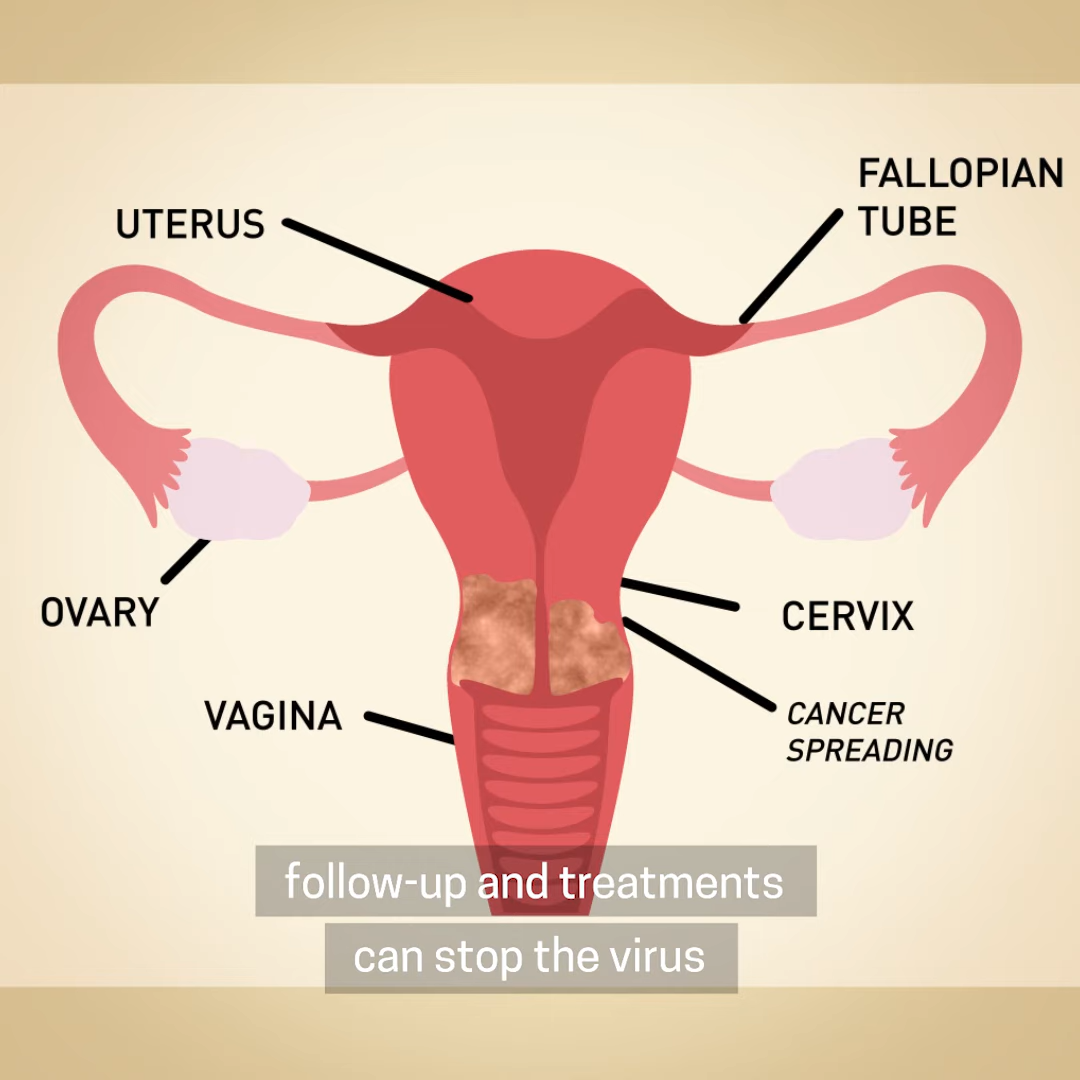 FALLOPIAN
TUBE
UTERUS
OVARY
CERVIX
VAGINA
CANCER
SPREADING
follow-up and treatments
can stop the virus